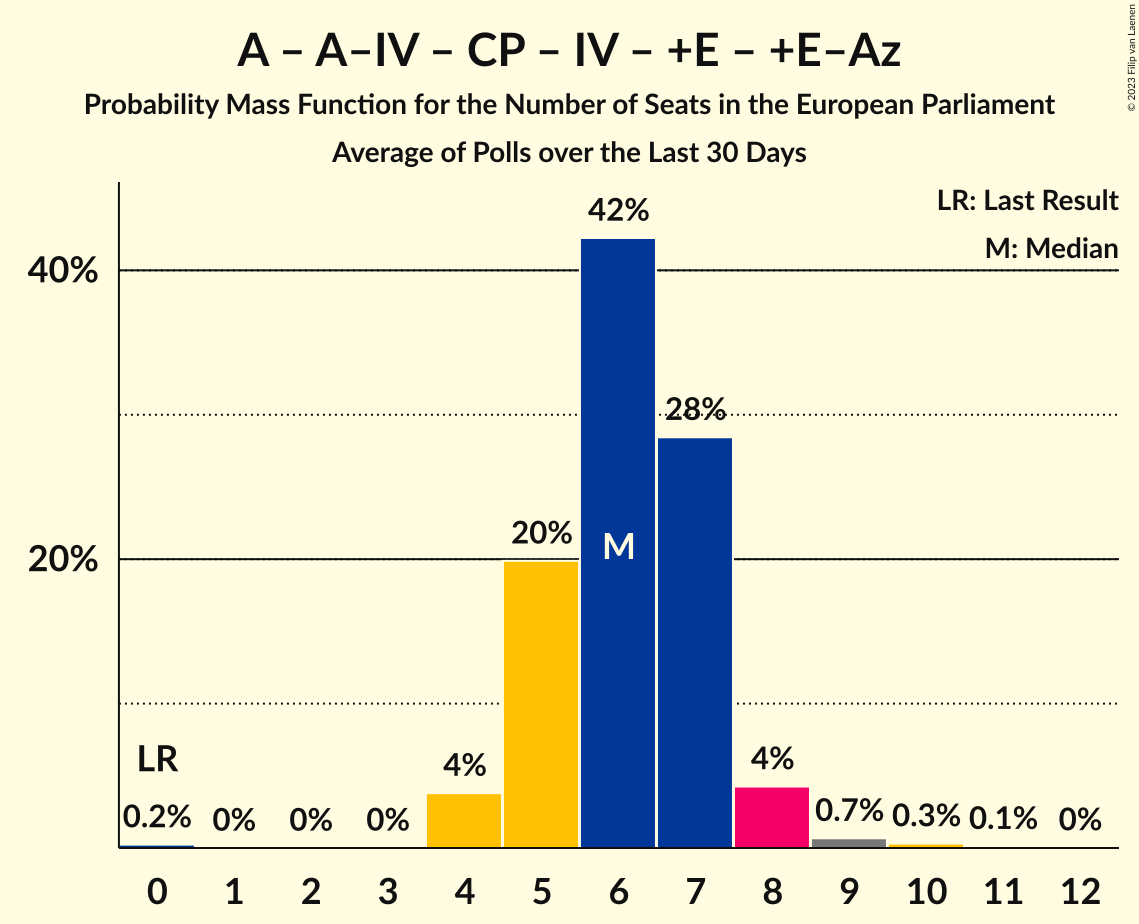 A – A–IV – CP – IV – +E – +E–Az
Probability Mass Function for the Number of Seats in the European Parliament
Average of Polls over the Last 30 Days
© 2023 Filip van Laenen
LR: Last Result
M: Median
42%
40%
28%
20%
20%
M
LR
4%
4%
0.2% 0% 0% 0% 0.7% 0.3% 0.1% 0%
0 1 2 3 4 5 6 7 8 9 10 11 12